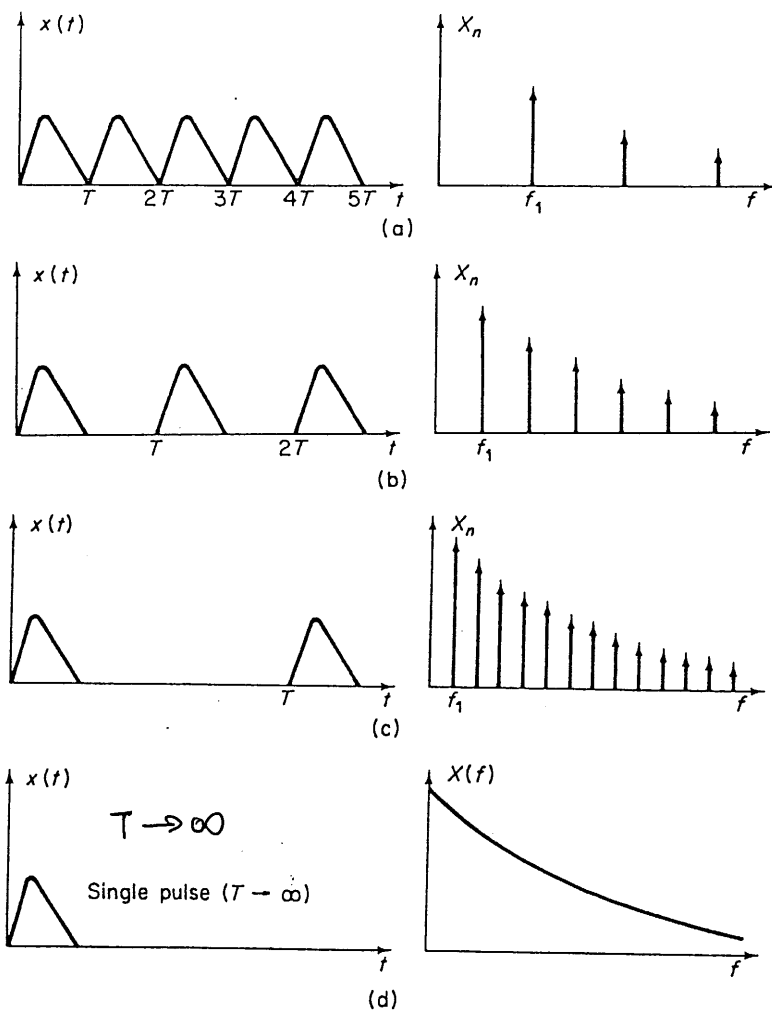 x(t)
X_n
T 2T 3T 4T 5T t
f_1 f
(a)
x(t)
X_n
T 2T t
f_1 f
(b)
x(t)
X_n
T t
f_1 f
(c)
x(t)
X(f)
T → ∞
Single pulse (T → ∞)
t
f
(d)